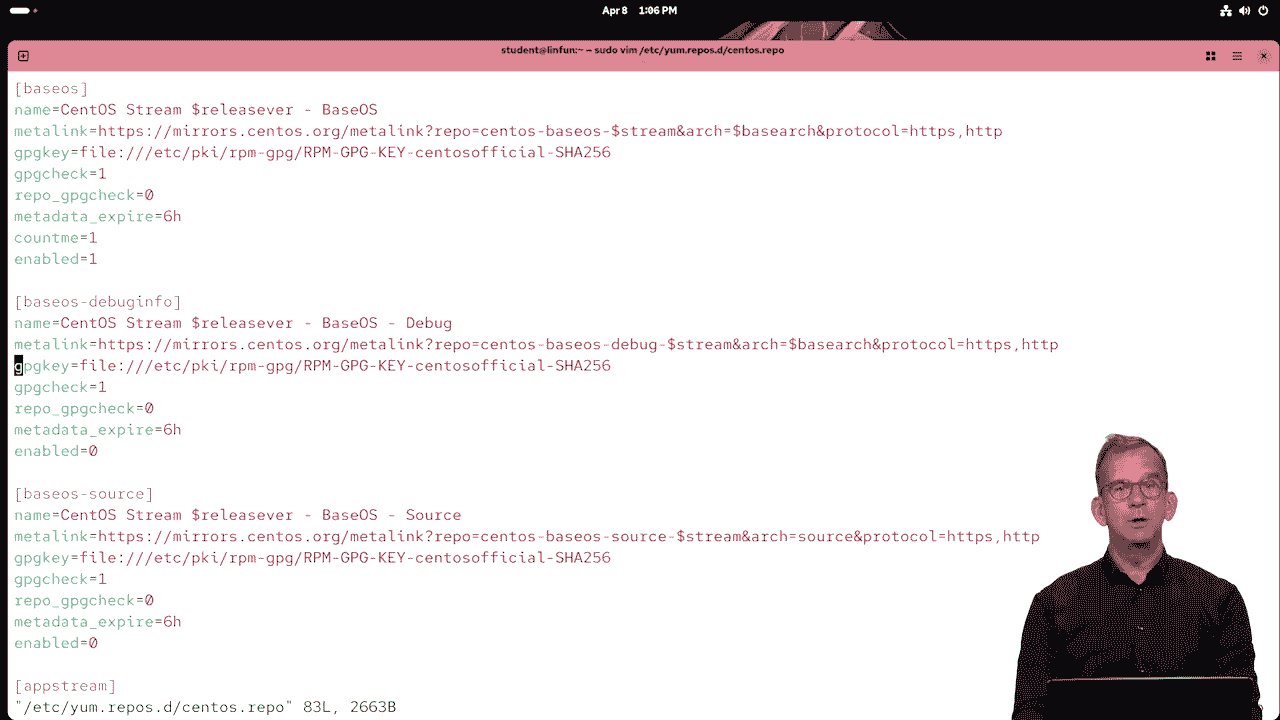 Apr 8 1:06 PM
student@linfun:~ – sudo vim /etc/yum.repos.d/centos.repo
[baseos]
name=CentOS Stream $releasever - BaseOS
metalink=https://mirrors.centos.org/metalink?repo=centos-baseos-$stream&arch=$basearch&protocol=https,http
gpgkey=file:///etc/pki/rpm-gpg/RPM-GPG-KEY-centosofficial-SHA256
gpgcheck=1
repo_gpgcheck=0
metadata_expire=6h
countme=1
enabled=1
[baseos-debuginfo]
name=CentOS Stream $releasever - BaseOS - Debug
metalink=https://mirrors.centos.org/metalink?repo=centos-baseos-debug-$stream&arch=$basearch&protocol=https,http
gpgkey=file:///etc/pki/rpm-gpg/RPM-GPG-KEY-centosofficial-SHA256
gpgcheck=1
repo_gpgcheck=0
metadata_expire=6h
enabled=0
[baseos-source]
name=CentOS Stream $releasever - BaseOS - Source
metalink=https://mirrors.centos.org/metalink?repo=centos-baseos-source-$stream&arch=source&protocol=https,http
gpgkey=file:///etc/pki/rpm-gpg/RPM-GPG-KEY-centosofficial-SHA256
gpgcheck=1
repo_gpgcheck=0
metadata_expire=6h
enabled=0
[appstream]
"/etc/yum.repos.d/centos.repo" 83L, 2663B